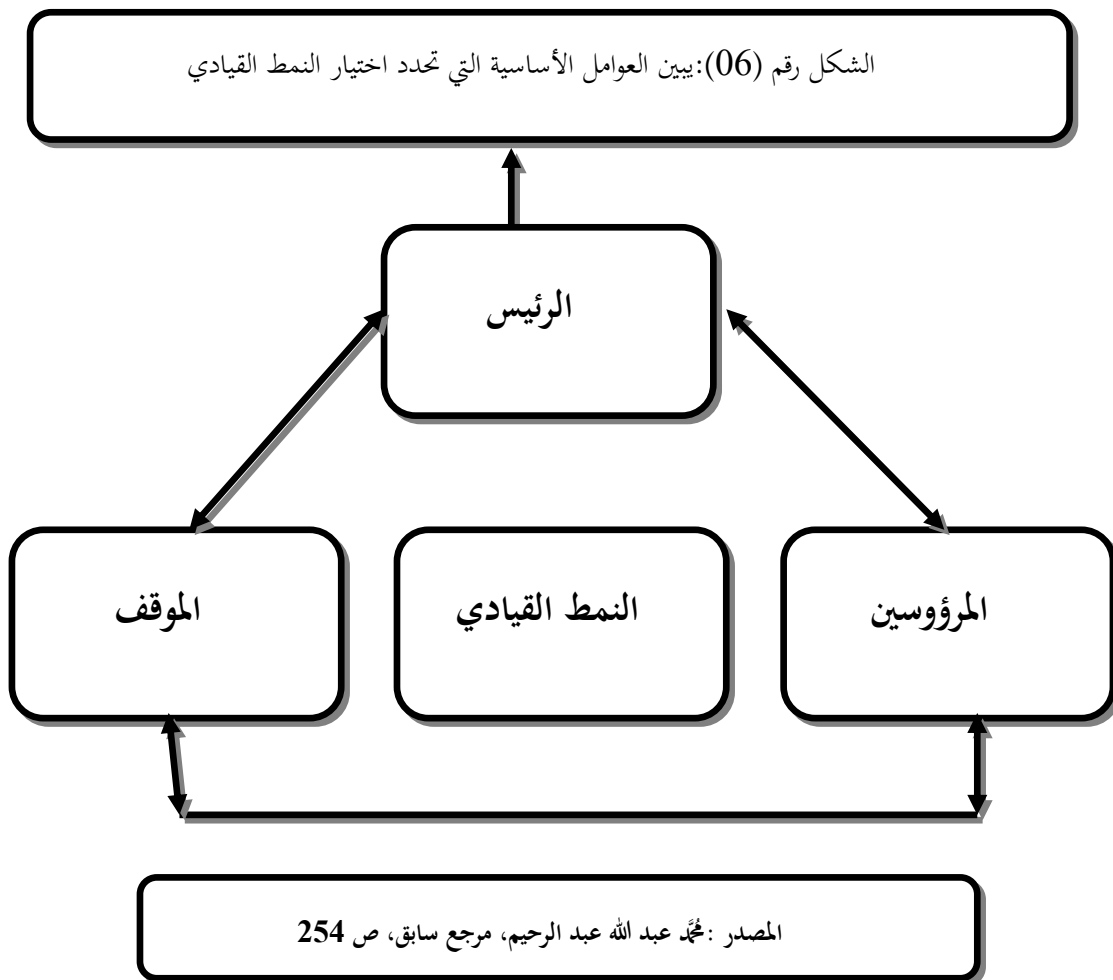 الشكل رقم (06):يبين العوامل الأساسية التي تحدد اختيار النمط القيادي
الرئيس
المرؤوسين
النمط القيادي
الموقف
المصدر :مُحَّد عبد الله عبد الرحيم، مرجع سابق، ص 254